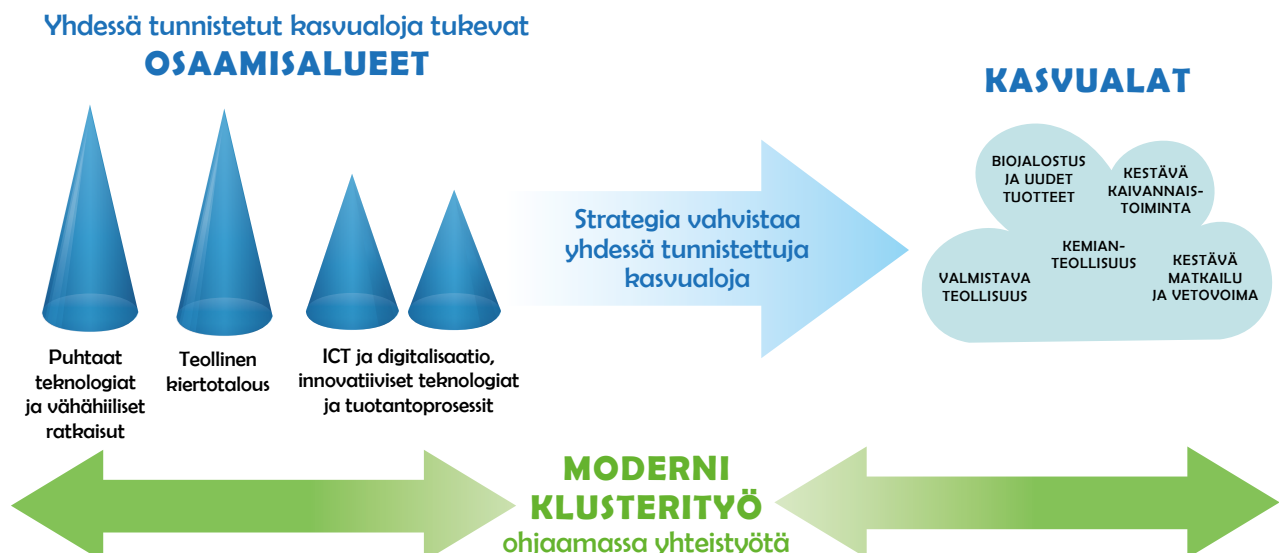 Yhdessä tunnistetut kasvualoja tukevat
OSAAMISALUEET
Puhtaat
teknologiat
ja vähähiiliset
ratkaisut
Teollinen
kiertotalous
ICT ja digitalisaatio,
innovatiiviset teknologiat
ja tuotantoprosessit
Strategia vahvistaa
yhdessä tunnistettuja
kasvualoja
KASVUALAT
BIOJALOSTUS
JA UUDET
TUOTTEET
KESTÄVÄ
KAIVANNAIS-
TOIMINTA
VALMISTAVA
TEOLLISUUS
KEMIAN-
TEOLLISUUS
KESTÄVÄ
MATKAILU
JA VETOVOIMA
MODERNI
KLUSTERITYÖ
ohjaamassa yhteistyötä